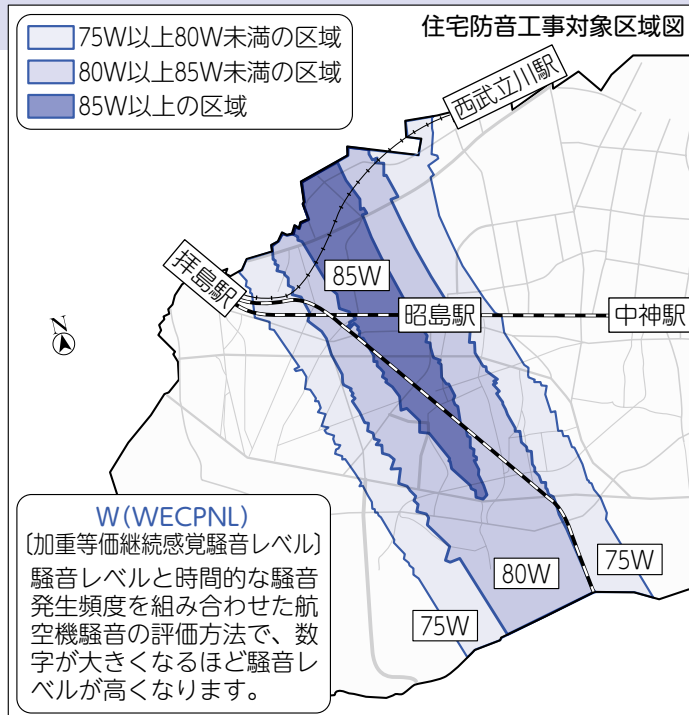 住宅防音工事対象区域図
75W以上80W未満の区域
80W以上85W未満の区域
85W以上の区域
西武立川駅
拝島駅
85W
昭島駅
中神駅
N
W(WECPNL)
〔加重等価継続感覚騒音レベル〕
騒音レベルと時間的な騒音
発生頻度を組み合わせた航
空機騒音の評価方法で、数
字が大きくなるほど騒音レ
ベルが高くなります。
75W
80W
75W